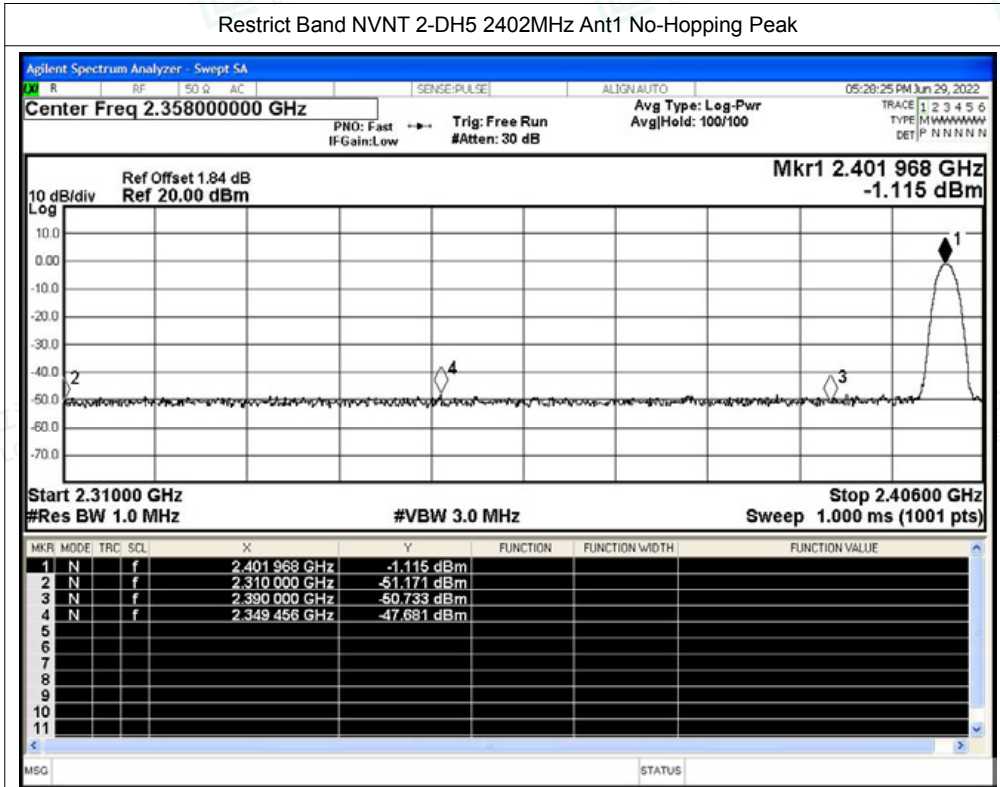 Restrict Band NVNT 2-DH5 2402MHz Ant1 No-Hopping Peak
Agilent Spectrum Analyzer - Swept SA
R RF 50 Ω AC SENSE:PULSE ALIGN AUTO 05:28:25 PM Jun 29, 2022
Center Freq 2.358000000 GHz Avg Type: Log-Pwr TRACE 1 2 3 4 5 6
PNO: Fast Trig: Free Run Avg|Hold: 100/100 TYPE M WWWWW
IFGain:Low #Atten: 30 dB DET P N N N N N
Mkr1 2.401 968 GHz
Ref Offset 1.84 dB
10 dB/div Ref 20.00 dBm -1.115 dBm
Log
10.0
1
0.00
-10.0
-20.0
-30.0
-40.0
2 4 3
-50.0
-60.0
-70.0
Start 2.31000 GHz Stop 2.40600 GHz
#Res BW 1.0 MHz #VBW 3.0 MHz Sweep 1.000 ms (1001 pts)
MKR MODE TRC SCL X Y FUNCTION FUNCTION WIDTH FUNCTION VALUE
1 N f 2.401 968 GHz -1.115 dBm
2 N f 2.310 000 GHz -51.171 dBm
3 N f 2.390 000 GHz -50.733 dBm
4 N f 2.349 456 GHz -47.681 dBm
5
6
7
8
9
10
11
MSG STATUS